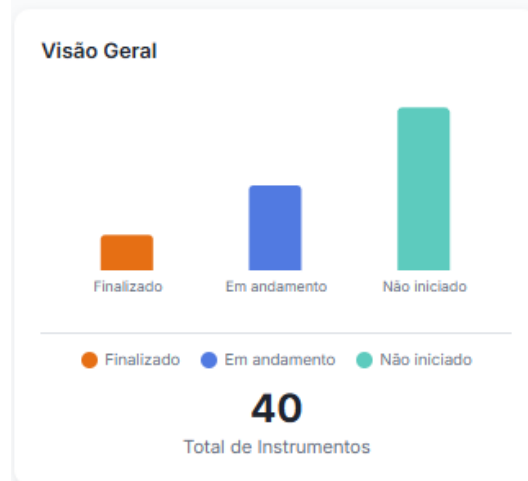 Visão Geral
Finalizado Em andamento Não iniciado
Finalizado Em andamento Não iniciado
40
Total de Instrumentos